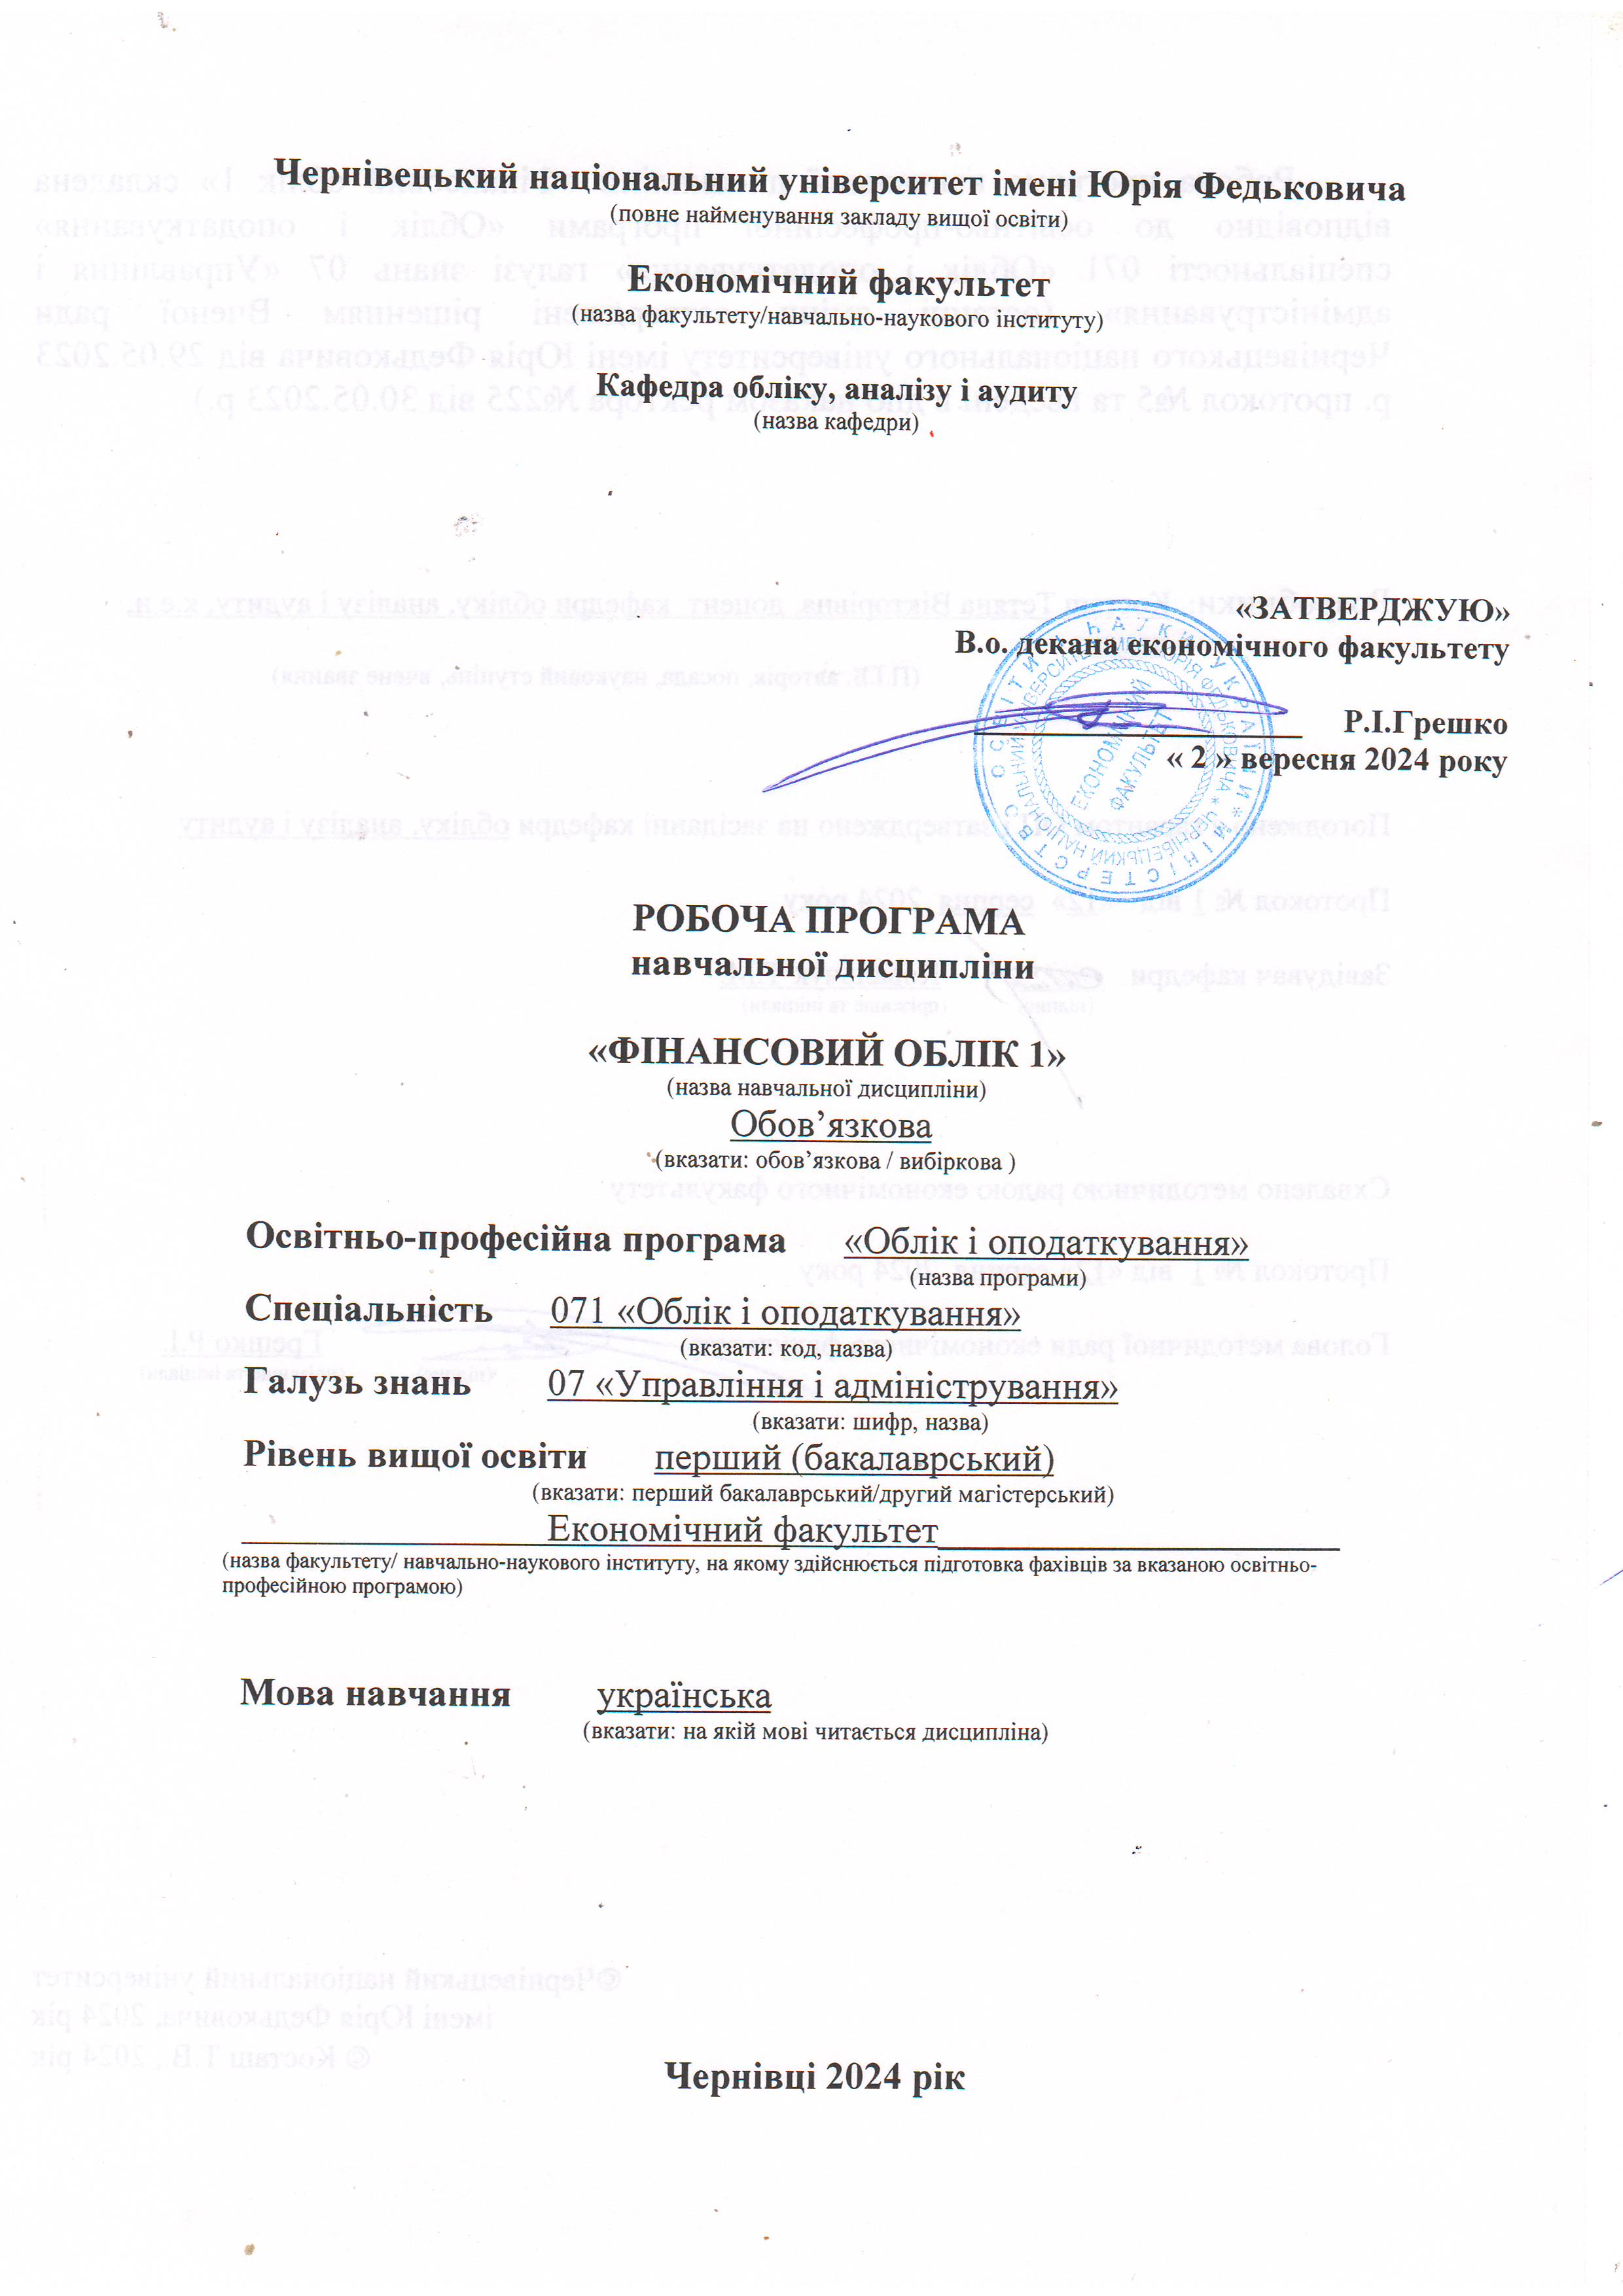 Чернівецький національний університет імені Юрія Федьковича
(повне найменування закладу вищої освіти)
Економічний факультет
(назва факультету/навчально-наукового інституту)
Кафедра обліку, аналізу і аудиту
(назва кафедри)
«ЗАТВЕРДЖУЮ»
В.о. декана економічного факультету
Р.І.Грешко
« 2 » вересня 2024 року
ЕКОНОМІЧНИЙ
ФАКУЛЬТЕТ
РОБОЧА ПРОГРАМА
навчальної дисципліни
«ФІНАНСОВИЙ ОБЛІК 1»
(назва навчальної дисципліни)
Обов’язкова
(вказати: обов’язкова / вибіркова )
Освітньо-професійна програма «Облік і оподаткування»
(назва програми)
Спеціальність 071 «Облік і оподаткування»
(вказати: код, назва)
Галузь знань 07 «Управління і адміністрування»
(вказати: шифр, назва)
Рівень вищої освіти перший (бакалаврський)
(вказати: перший бакалаврський/другий магістерський)
Економічний факультет
(назва факультету/ навчально-наукового інституту, на якому здійснюється підготовка фахівців за вказаною освітньо-
професійною програмою)
Мова навчання українська
(вказати: на якій мові читається дисципліна)
Чернівці 2024 рік